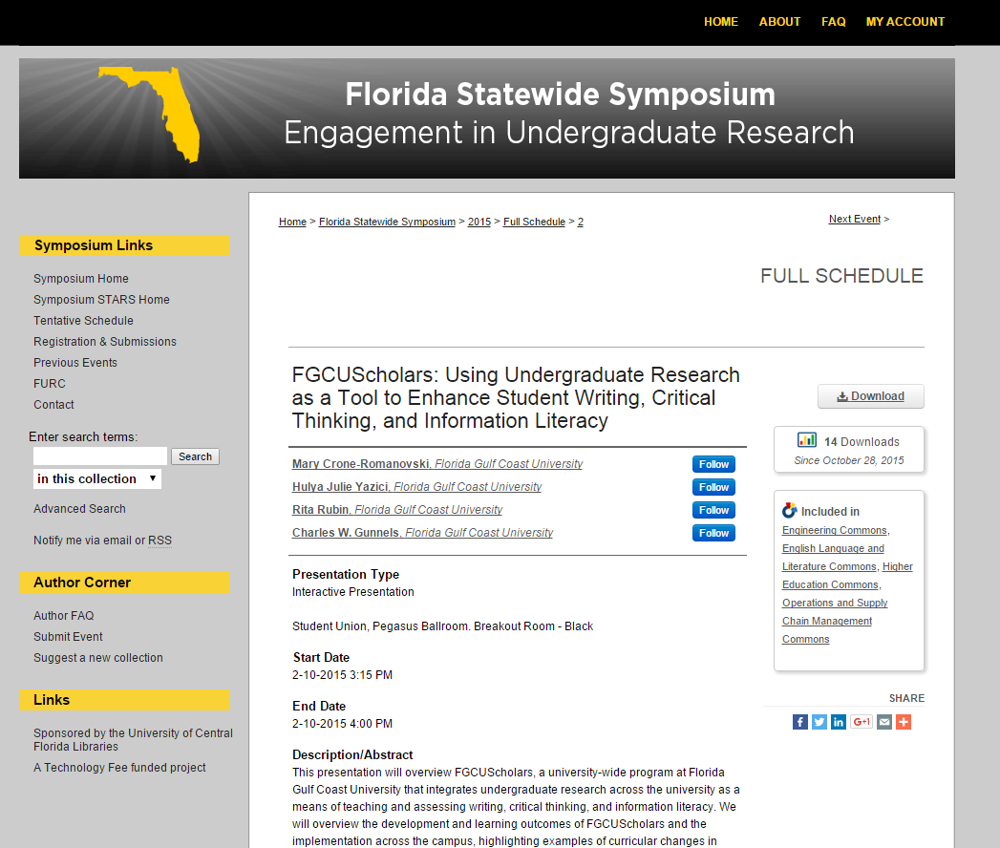 HOME ABOUT FAQ MY ACCOUNT
Florida Statewide Symposium
Engagement in Undergraduate Research
Symposium Links
Symposium Home
Symposium STARS Home
Tentative Schedule
Registration & Submissions
Previous Events
FURC
Contact
Enter search terms:
Search
in this collection
Advanced Search
Notify me via email or RSS
Author Corner
Author FAQ
Submit Event
Suggest a new collection
Links
Sponsored by the University of Central
Florida Libraries
A Technology Fee funded project
Home > Florida Statewide Symposium > 2015 > Full Schedule > 2
Next Event >
FULL SCHEDULE
FGCUScholars: Using Undergraduate Research
as a Tool to Enhance Student Writing, Critical
Thinking, and Information Literacy
Mary Crone-Romanovski, Florida Gulf Coast University Follow
Hulya Julie Yazici, Florida Gulf Coast University Follow
Rita Rubin, Florida Gulf Coast University Follow
Charles W. Gunnels, Florida Gulf Coast University Follow
Presentation Type
Interactive Presentation
Student Union, Pegasus Ballroom. Breakout Room - Black
Start Date
2-10-2015 3:15 PM
End Date
2-10-2015 4:00 PM
Description/Abstract
This presentation will overview FGCUScholars, a university-wide program at Florida
Gulf Coast University that integrates undergraduate research across the university as a
means of teaching and assessing writing, critical thinking, and information literacy. We
will overview the development and learning outcomes of FGCUScholars and the
implementation across the campus, highlighting examples of curricular changes in
Download
14 Downloads
Since October 28, 2015
Included in
Engineering Commons,
English Language and
Literature Commons, Higher
Education Commons,
Operations and Supply
Chain Management
Commons
SHARE
f
in
G+1